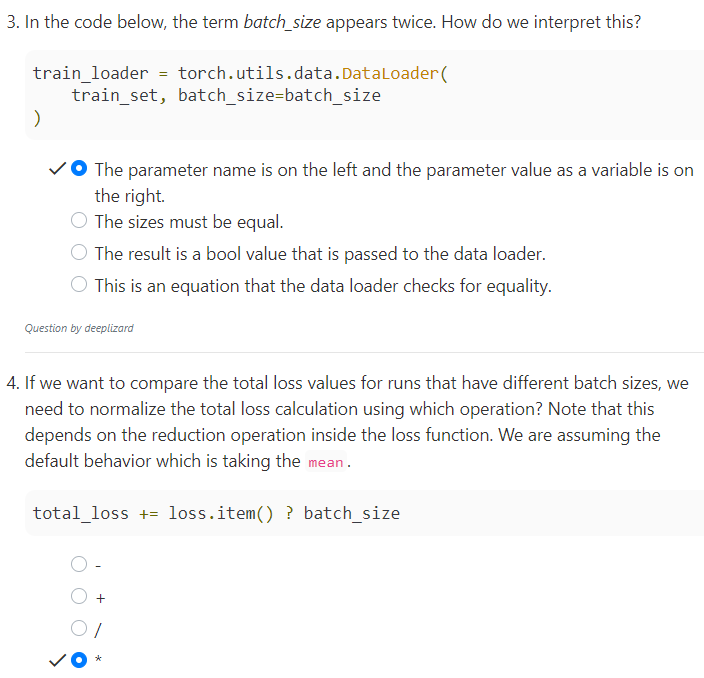 3. In the code below, the term batch_size appears twice. How do we interpret this?
train_loader = torch.utils.data.DataLoader(
train_set, batch_size=batch_size
)
The parameter name is on the left and the parameter value as a variable is on
the right.
The sizes must be equal.
The result is a bool value that is passed to the data loader.
This is an equation that the data loader checks for equality.
Question by deeplizard
4. If we want to compare the total loss values for runs that have different batch sizes, we
need to normalize the total loss calculation using which operation? Note that this
depends on the reduction operation inside the loss function. We are assuming the
default behavior which is taking the mean.
total_loss += loss.item() ? batch_size
-
+
/
*